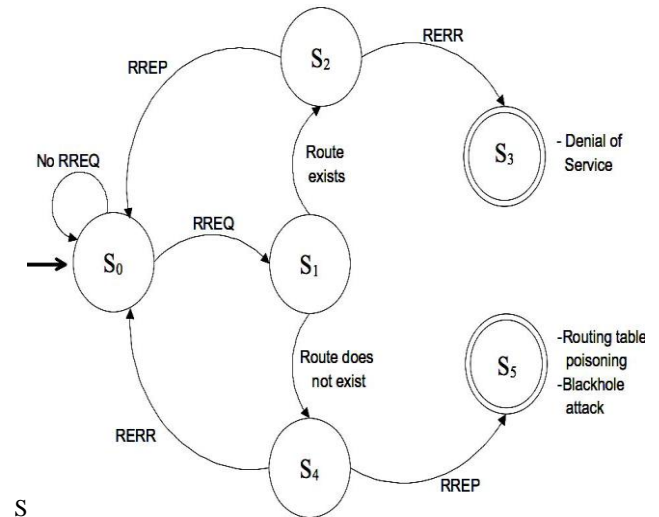 S₂
RREP
RERR
S₃
- Denial of
Service
No RREQ
Route
exists
RREQ
S₀
S₁
Route does
not exist
S₅
-Routing table
poisoning
-Blackhole
attack
RERR
S₄
RREP
S